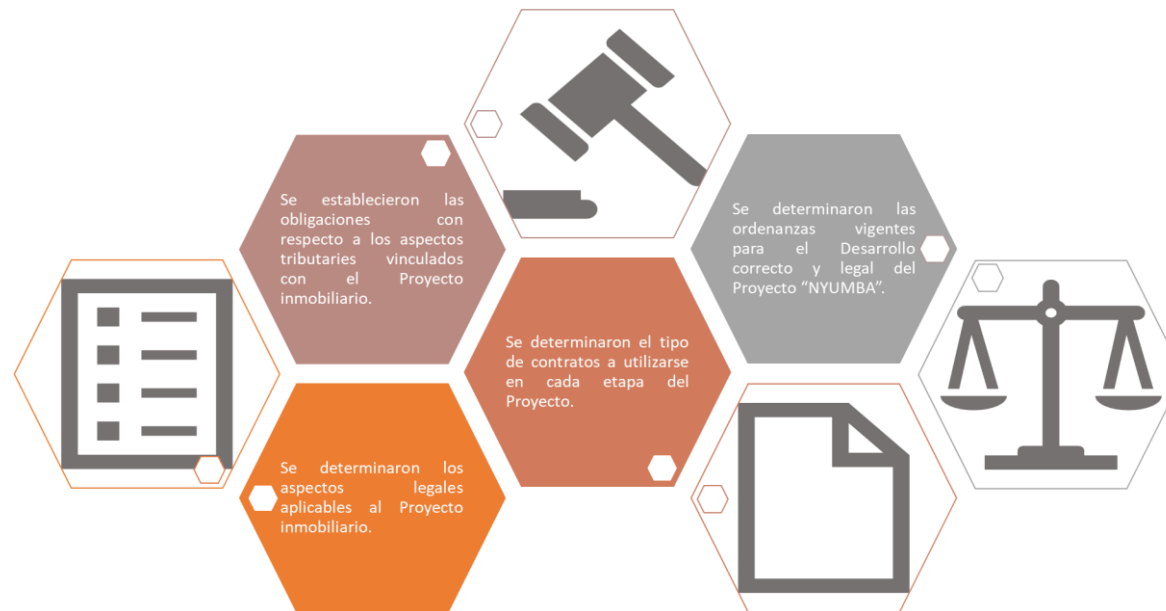 Se establecieron las
obligaciones con
respecto a los aspectos
tributaries vinculados
con el Proyecto
inmobiliario.
Se determinaron las
ordenanzas vigentes
para el Desarrollo
correcto y legal del
Proyecto “NYUMBA”.
Se determinaron el tipo
de contratos a utilizarse
en cada etapa del
Proyecto.
Se determinaron los
aspectos legales
aplicables al Proyecto
inmobiliario.